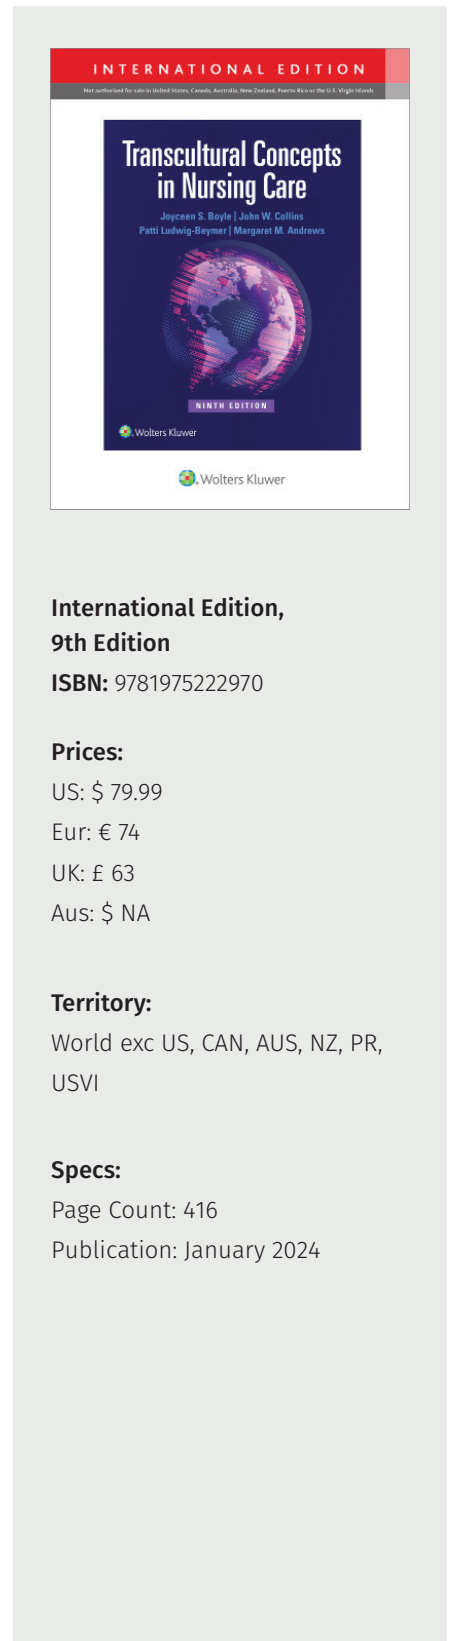 INTERNATIONAL EDITION
Not authorised for sale in United States, Canada, Australia, New Zealand, Puerto Rico or the U.S. Virgin Islands
Transcultural Concepts
in Nursing Care
Joyceen S. Boyle | John W. Collins
Patti Ludwig-Beymer | Margaret M. Andrews
NINTH EDITION
Wolters Kluwer
Wolters Kluwer
International Edition,
9th Edition
ISBN: 9781975222970
Prices:
US: $ 79.99
Eur: € 74
UK: £ 63
Aus: $ NA
Territory:
World exc US, CAN, AUS, NZ, PR,
USVI
Specs:
Page Count: 416
Publication: January 2024